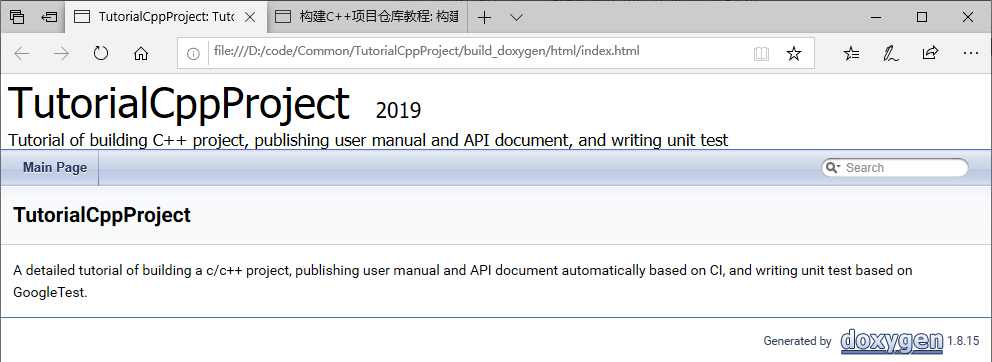 TutorialCppProject: Tuto
构建C++项目仓库教程: 构建
file:///D:/code/Common/TutorialCppProject/build_doxygen/html/index.html
TutorialCppProject 2019
Tutorial of building C++ project, publishing user manual and API document, and writing unit test
Main Page
Search
TutorialCppProject
A detailed tutorial of building a c/c++ project, publishing user manual and API document automatically based on CI, and writing unit test based on
GoogleTest.
Generated by doxygen 1.8.15